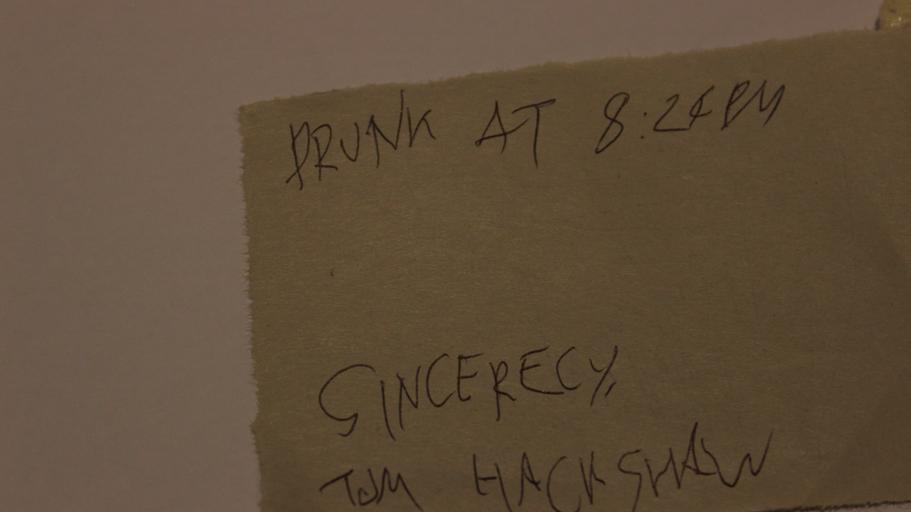 DRUNK AT 8:24PM
SINCERELY,
TOM HACKSHAW